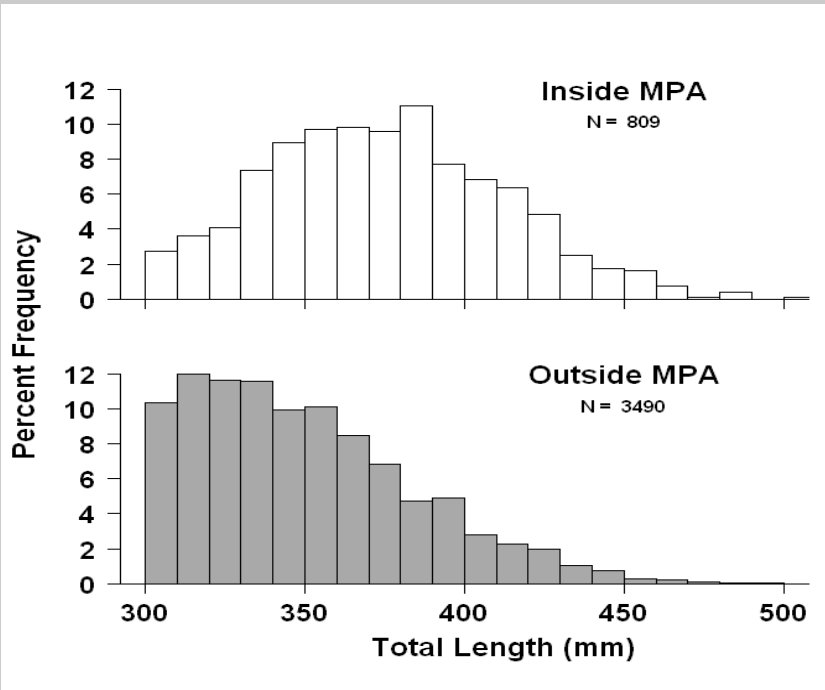 Inside MPA
N = 809
12
10
8
6
4
2
0
Percent Frequency
Outside MPA
N = 3490
12
10
8
6
4
2
0
300 350 400 450 500
Total Length (mm)